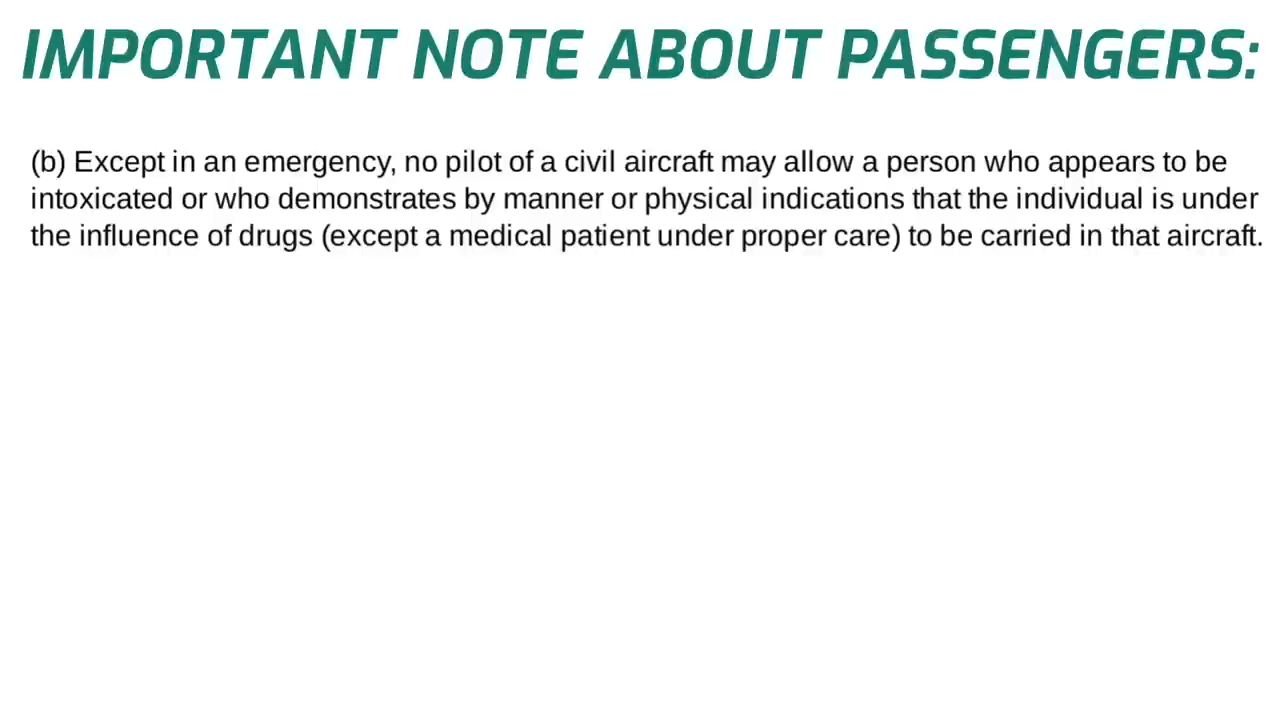 IMPORTANT NOTE ABOUT PASSENGERS:
(b) Except in an emergency, no pilot of a civil aircraft may allow a person who appears to be
intoxicated or who demonstrates by manner or physical indications that the individual is under
the influence of drugs (except a medical patient under proper care) to be carried in that aircraft.